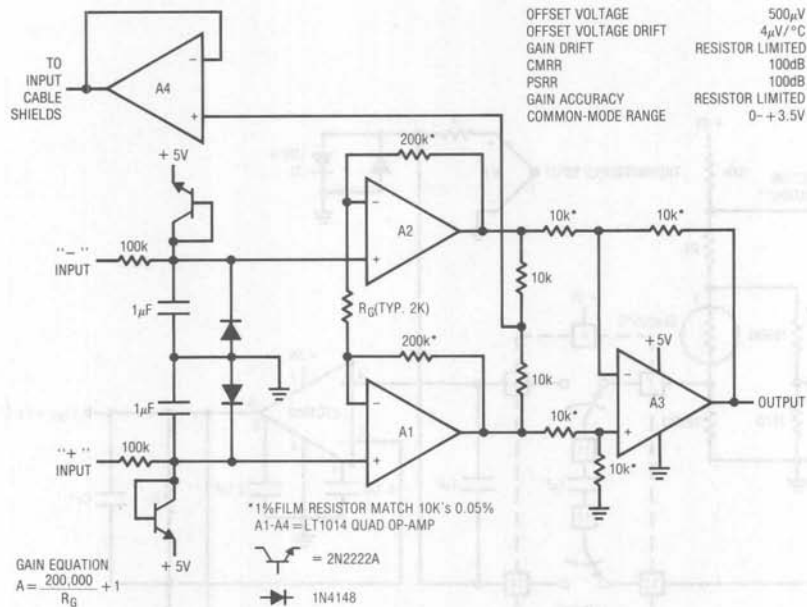 OFFSET VOLTAGE 500µV
OFFSET VOLTAGE DRIFT 4µV/°C
GAIN DRIFT RESISTOR LIMITED
CMRR 100dB
PSRR 100dB
GAIN ACCURACY RESISTOR LIMITED
COMMON-MODE RANGE 0-+3.5V
TO
INPUT
CABLE
SHIELDS
−
A4
+
+ 5V
200k*
−
A2
+
10k*
10k*
"−"
INPUT
100k
10k
1µF
RG(TYP. 2K)
200k*
+5V
−
A3
+
OUTPUT
10k
1µF
−
A1
+
10k*
10k*
"+"
INPUT
100k
+ 5V
*1%FILM RESISTOR MATCH 10K's 0.05%
A1-A4=LT1014 QUAD OP-AMP
= 2N2222A
1N4148
GAIN EQUATION
A= 200,000 +1
RG